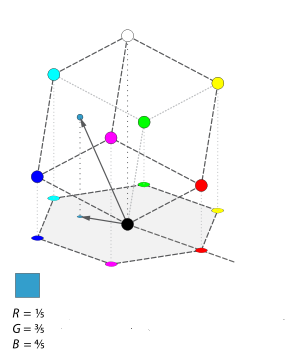 R = ⅕
G = ⅗
B = ⅘